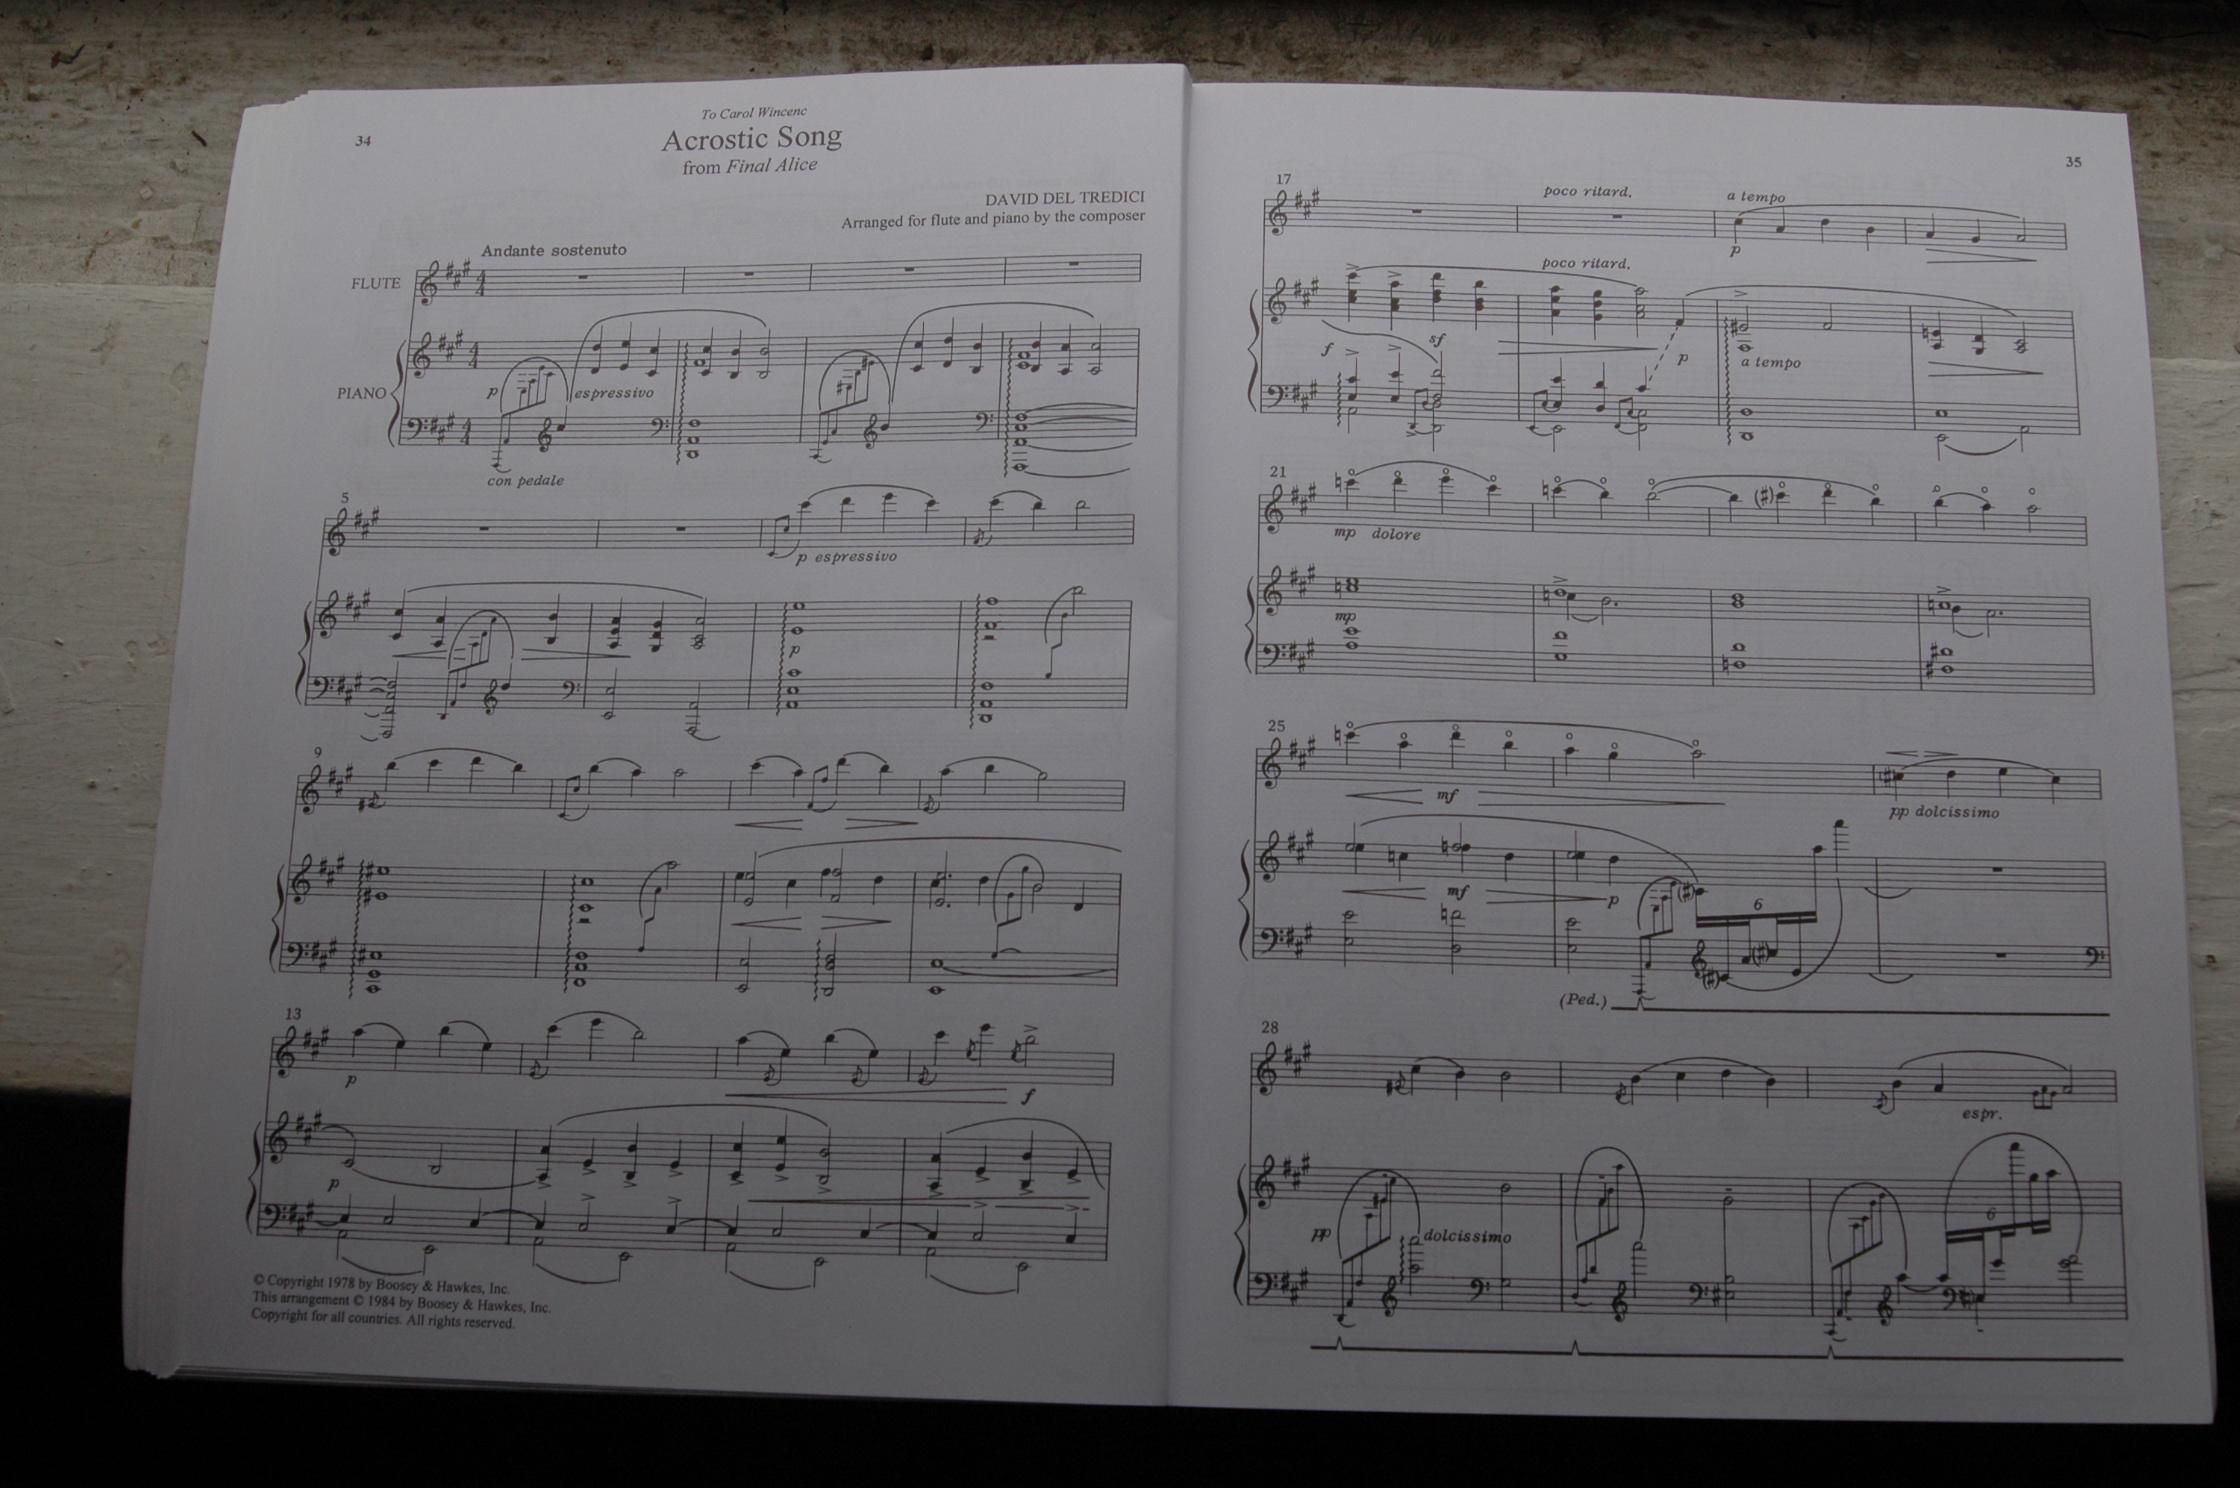 34
To Carol Wincenc
Acrostic Song
from Final Alice
DAVID DEL TREDICI
Arranged for flute and piano by the composer
Andante sostenuto
FLUTE
4 4
PIANO
4 4
p
espressivo
4 4
con pedale
5
p espressivo
p
9
13
p
f
p
© Copyright 1978 by Boosey & Hawkes, Inc.
This arrangement © 1984 by Boosey & Hawkes, Inc.
Copyright for all countries. All rights reserved.
35
17
poco ritard.
a tempo
p
poco ritard.
f
sf
p
a tempo
21
mp dolore
mp
25
mf
pp dolcissimo
mf
p
6
(Ped.)
28
espr.
pp
dolcissimo
6